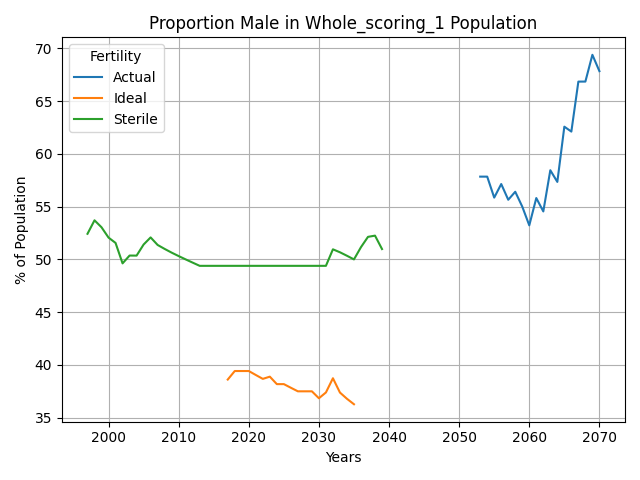 Proportion Male in Whole_scoring_1 Population
Fertility
Actual
Ideal
Sterile
% of Population
70
65
60
55
50
45
40
35
2000
2010
2020
2030
2040
2050
2060
2070
Years